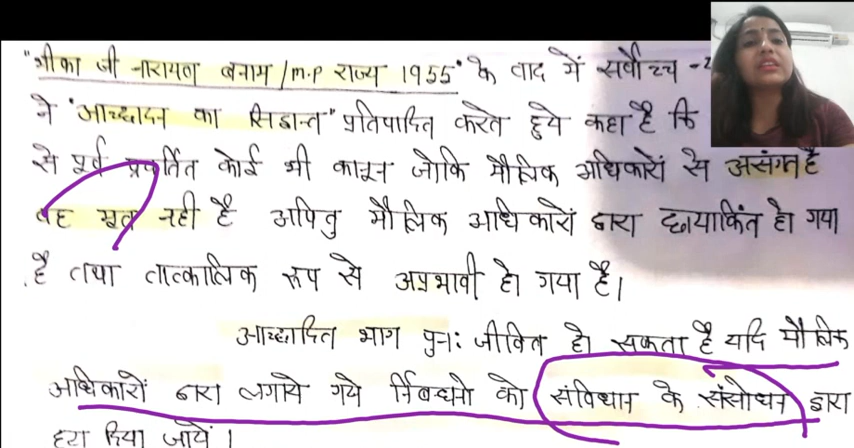 "भीका जी नारायण बनाम / m.p राज्य 1955" के वाद में सर्वोच्च
ने "आच्छादन का सिद्धान्त" प्रतिपादित करते हुये कहा है कि
से पूर्व प्रवर्तित कोई भी कानून जोकि मौलिक अधिकारों से असंगत है
वह मृत नही है अपितु मौलिक अधिकारों द्वारा छायाकिंत हो गया
है तथा तात्कालिक रूप से अप्रभावी हो गया है।
आच्छादित भाग पुन: जीवित हो सकता है यदि मौलिक
अधिकारों द्वारा लगाये गये र्निबन्धनो को संविधान के संसोधन द्वारा
हटा दिया जायें।